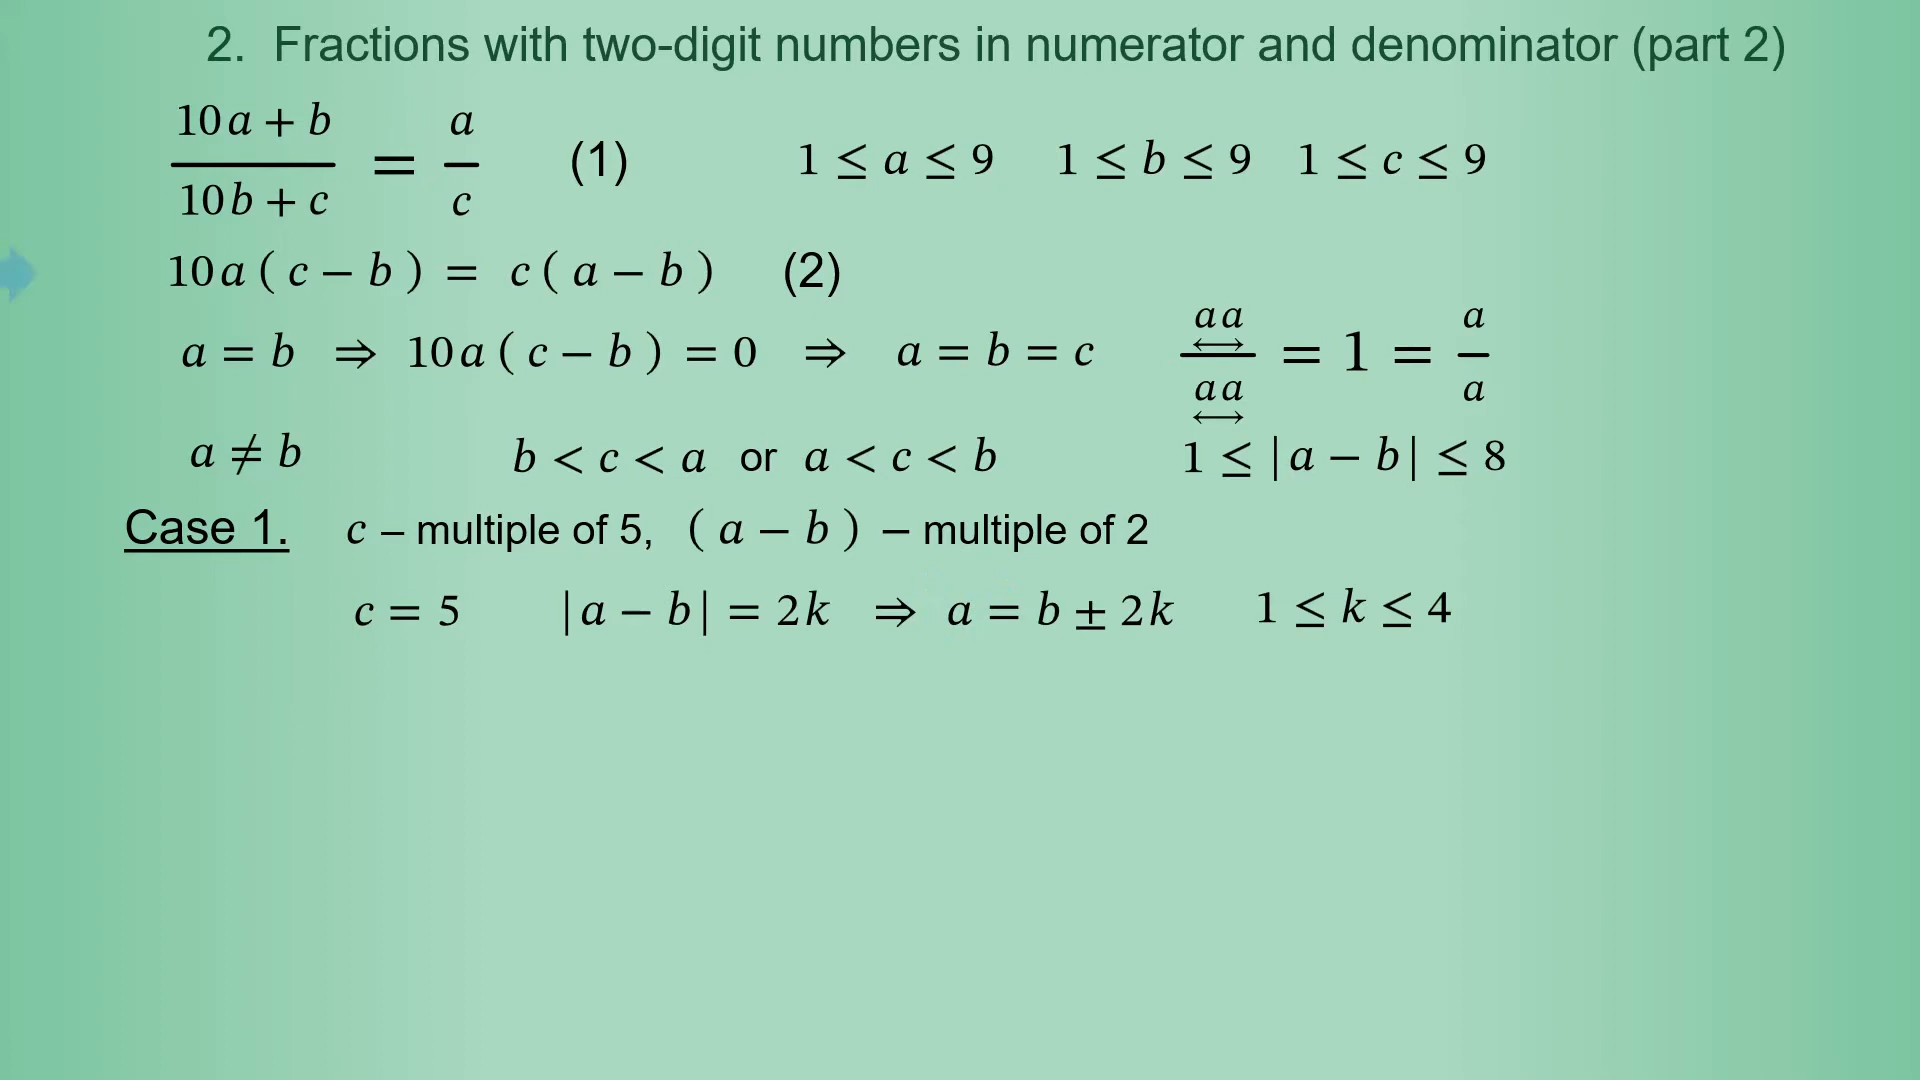 2. Fractions with two-digit numbers in numerator and denominator (part 2)
10a + b / 10b + c = a / c (1) 1 ≤ a ≤ 9 1 ≤ b ≤ 9 1 ≤ c ≤ 9
10a ( c − b ) = c ( a − b ) (2)
a = b ⇒ 10a ( c − b ) = 0 ⇒ a = b = c aa / aa = 1 = a / a
a ≠ b b < c < a or a < c < b 1 ≤ |a − b| ≤ 8
Case 1. c – multiple of 5, ( a − b ) − multiple of 2
c = 5 |a − b| = 2k ⇒ a = b ± 2k 1 ≤ k ≤ 4